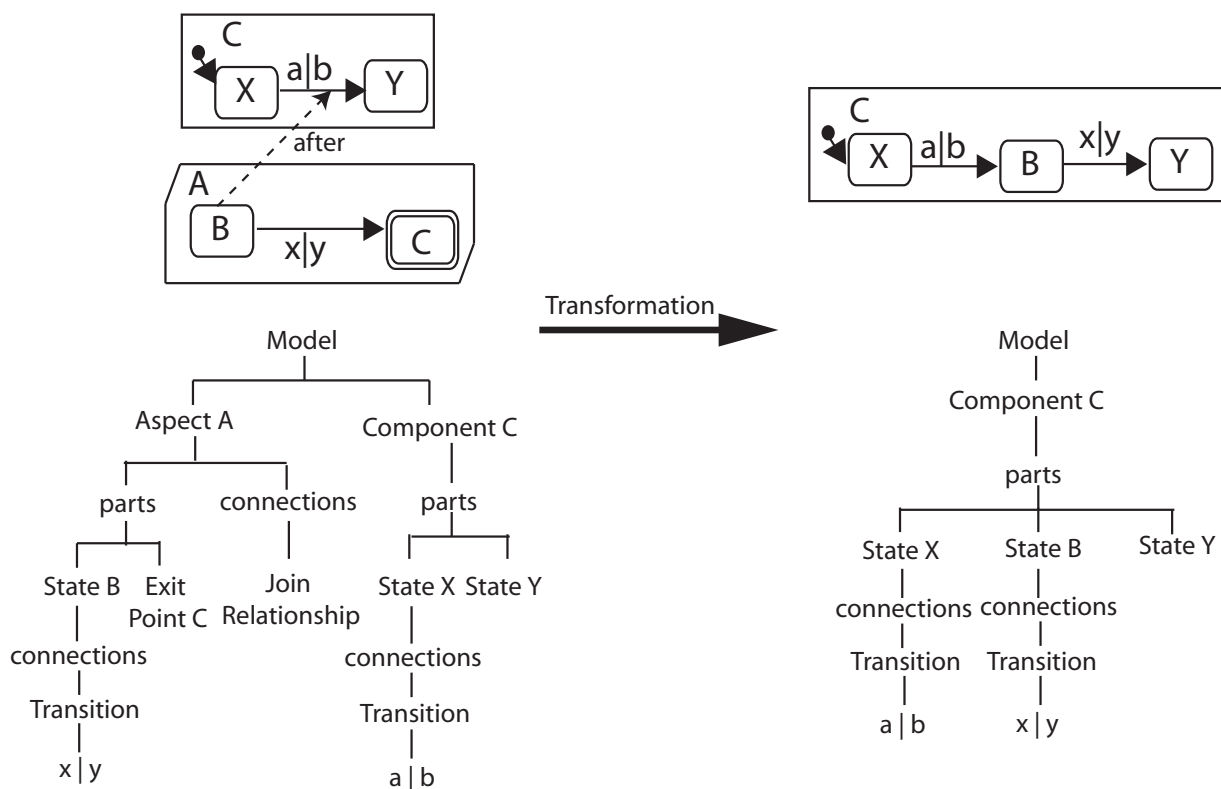 C
X
a|b
Y
after
A
B
x|y
C
C
X
a|b
B
x|y
Y
Transformation
Model
Aspect A
Component C
parts
connections
parts
State B
Exit
Point C
Join
Relationship
State X
State Y
connections
connections
Transition
Transition
x | y
a | b
Model
Component C
parts
State X
State B
State Y
connections
connections
Transition
Transition
a | b
x | y